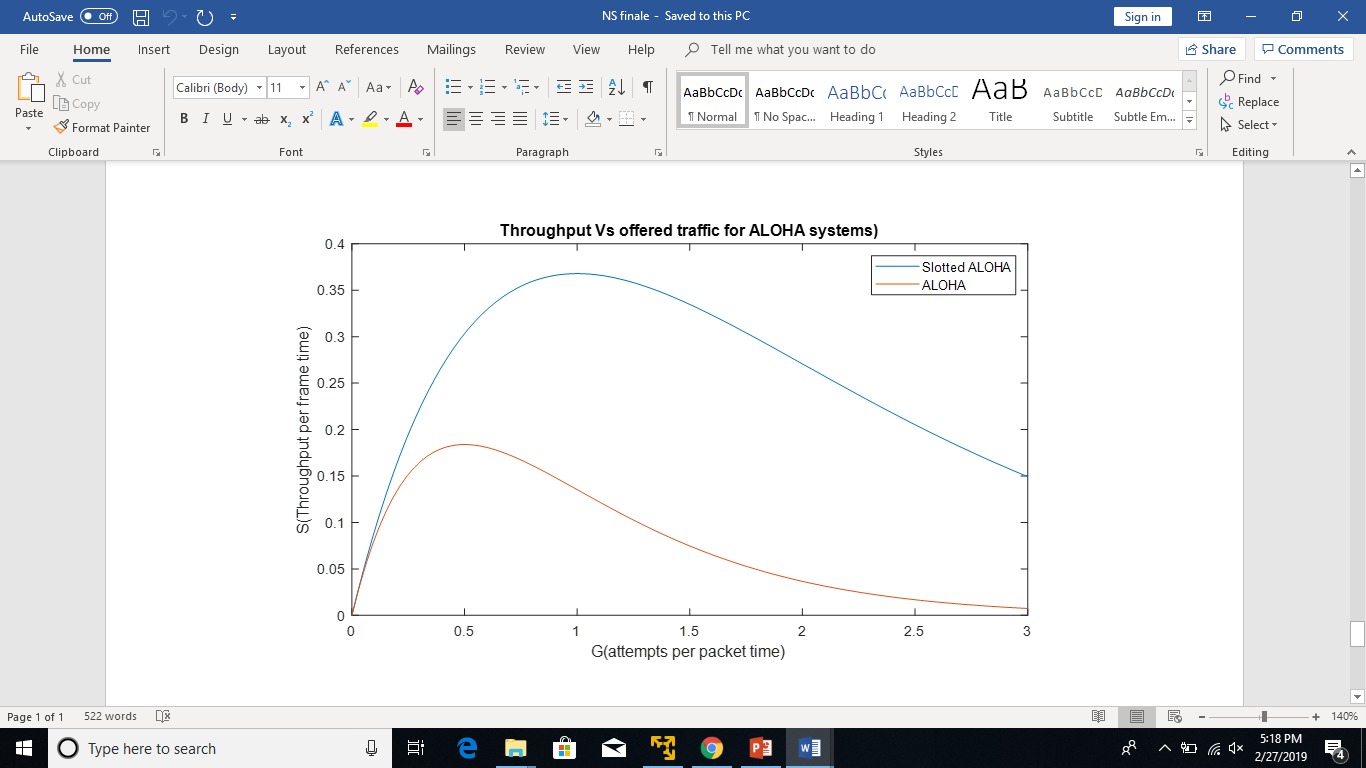 AutoSave Off NS finale - Saved to this PC Sign in
File Home Insert Design Layout References Mailings Review View Help Tell me what you want to do Share Comments
Paste Cut
Copy
Format Painter
Calibri (Body) 11 A A Aa A
B I U ab x2 x2 A A
AaBbCcDc AaBbCcDc AaBbCc AaBbCcD AaB AaBbCcD AaBbCcDc
¶ Normal ¶ No Spac... Heading 1 Heading 2 Title Subtitle Subtle Em...
Find
Replace
Select
Clipboard Font Paragraph Styles Editing
Throughput Vs offered traffic for ALOHA systems)
Slotted ALOHA
ALOHA
S(Throughput per frame time)
0.4
0.35
0.3
0.25
0.2
0.15
0.1
0.05
0
0 0.5 1 1.5 2 2.5 3
G(attempts per packet time)
Page 1 of 1 522 words 140%
Type here to search
5:18 PM
2/27/2019
4